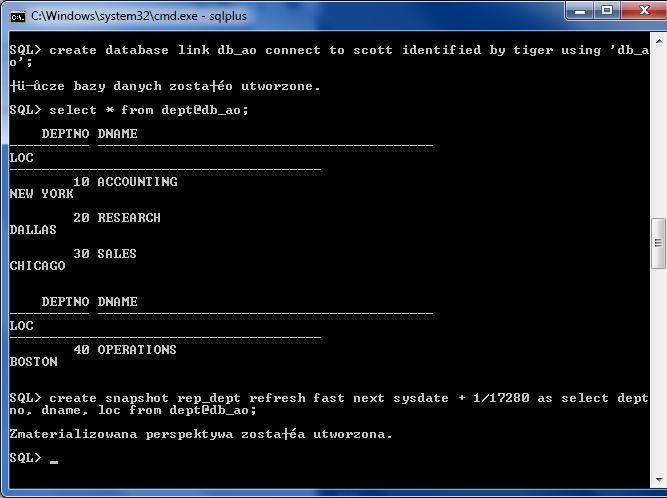 C:\Windows\system32\cmd.exe - sqlplus
SQL> create database link db_ao connect to scott identified by tiger using 'db_a
o';
┼ü─ůcze bazy danych zosta┼éo utworzone.
SQL> select * from dept@db_ao;
DEPTNO DNAME
---------- ------------------------------------------
LOC
---------------------------------------
10 ACCOUNTING
NEW YORK
20 RESEARCH
DALLAS
30 SALES
CHICAGO
DEPTNO DNAME
---------- ------------------------------------------
LOC
---------------------------------------
40 OPERATIONS
BOSTON
SQL> create snapshot rep_dept refresh fast next sysdate + 1/17280 as select dept
no, dname, loc from dept@db_ao;
Zmaterializowana perspektywa zosta┼éa utworzona.
SQL> _